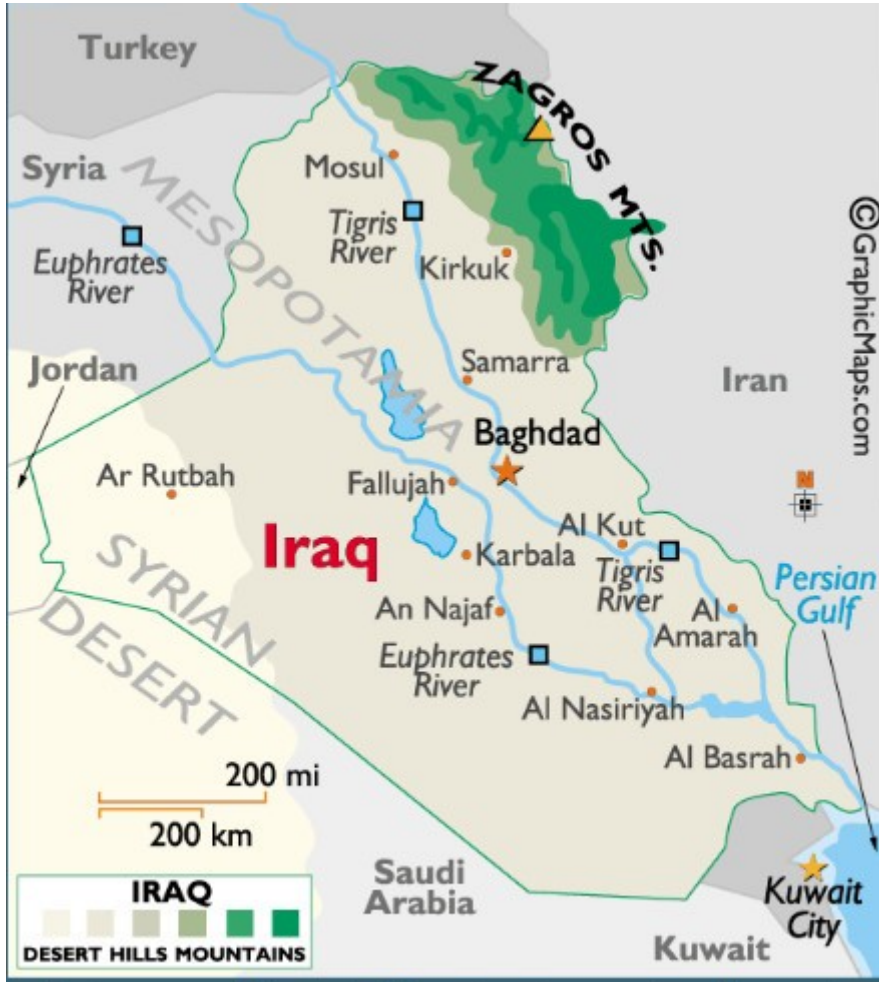 Turkey
ZAGROS MTS.
Syria
MESOPOTAMIA
Mosul
Tigris
River
Euphrates
River
Kirkuk
©GraphicMaps.com
Jordan
Samarra
Iran
Baghdad
Ar Rutbah
Fallujah
N
Iraq
Al Kut
Karbala
Tigris
River
Persian
Gulf
SYRIAN
DESERT
An Najaf
Al
Amarah
Euphrates
River
Al Nasiriyah
Al Basrah
200 mi
200 km
Saudi
Arabia
IRAQ
DESERT HILLS MOUNTAINS
Kuwait
City
Kuwait